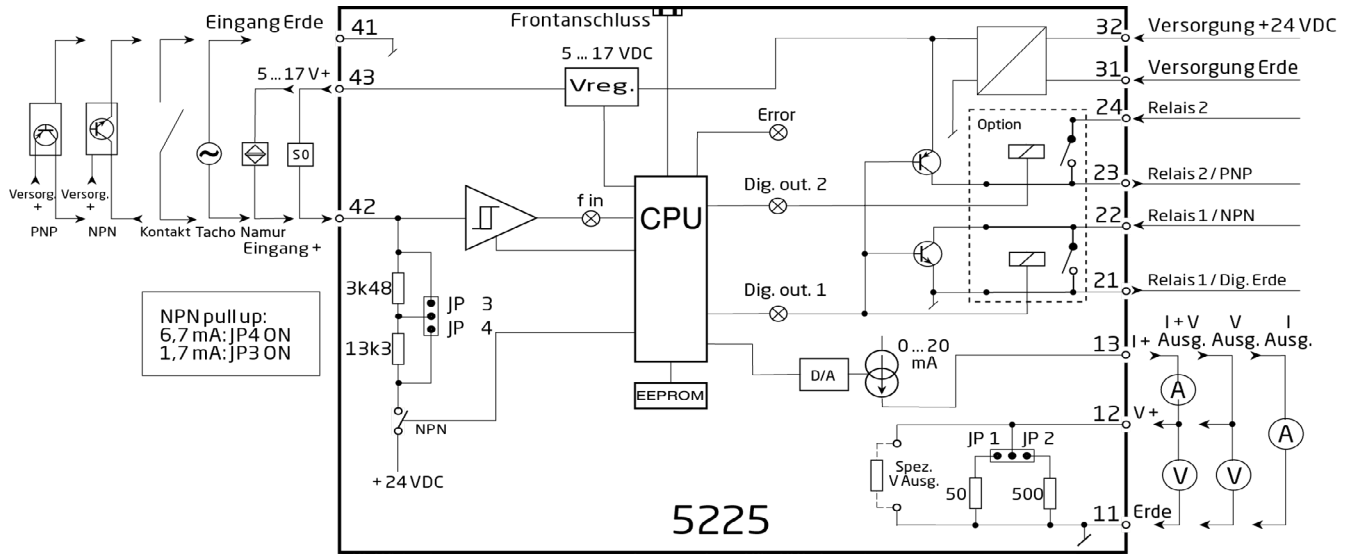 Eingang Erde
41
Frontanschluss
32
Versorgung +24 VDC
5 ... 17 VDC
5 ... 17 V+
43
Vreg.
31
Versorgung Erde
24
Relais 2
Error
Option
S0
Versorg.
+
Versorg.
+
23
Relais 2 / PNP
Dig. out. 2
42
f in
CPU
22
Relais 1 / NPN
PNP
NPN
Kontakt
Tacho
Namur
Eingang +
3k48
JP 3
JP 4
Dig. out. 1
21
Relais 1 / Dig. Erde
NPN pull up:
6,7 mA: JP4 ON
1,7 mA: JP3 ON
13k3
I + V
Ausg.
V
Ausg.
I
Ausg.
13
I +
0 ... 20
mA
D/A
EEPROM
A
NPN
12
V +
JP 1
JP 2
A
+ 24 VDC
Spez.
V Ausg.
V
V
50
500
5225
11
Erde